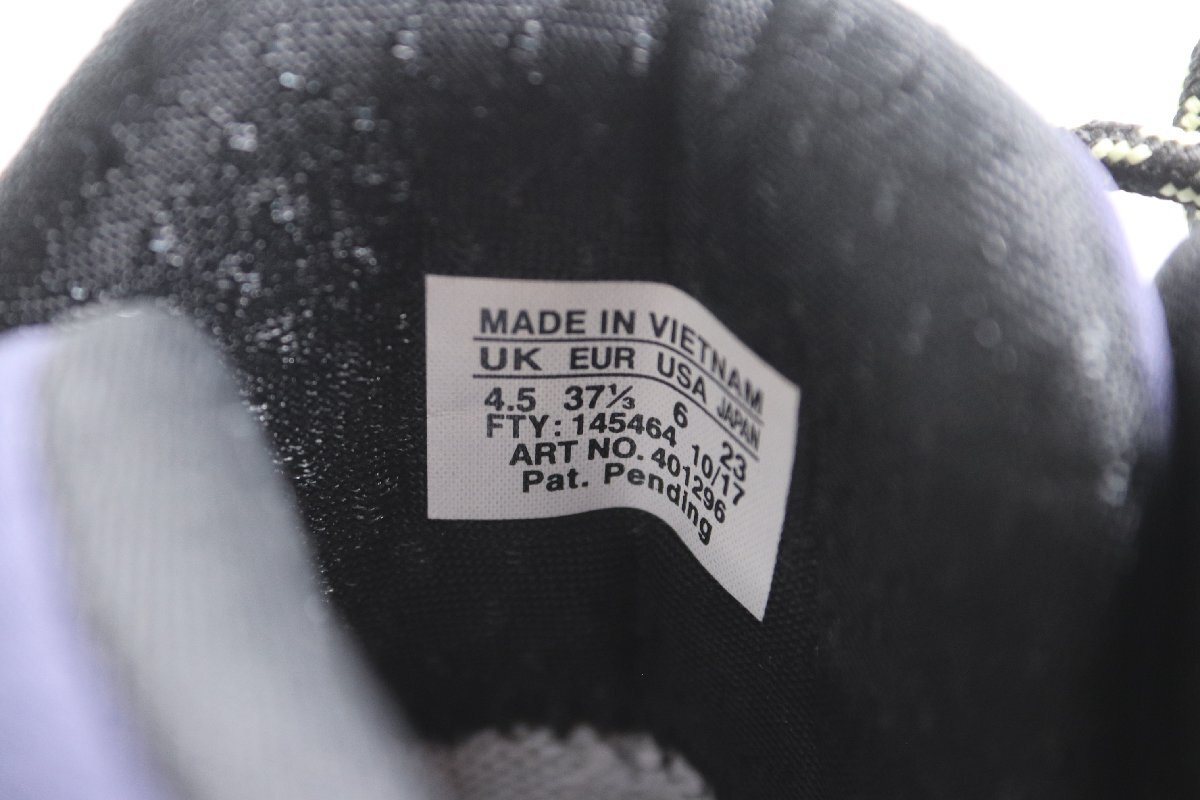 MADE IN VIETNAM
UK EUR USA JAPAN
4.5 37⅓ 6 23
FTY: 145464 10/17
ART NO. 401296
Pat. Pending